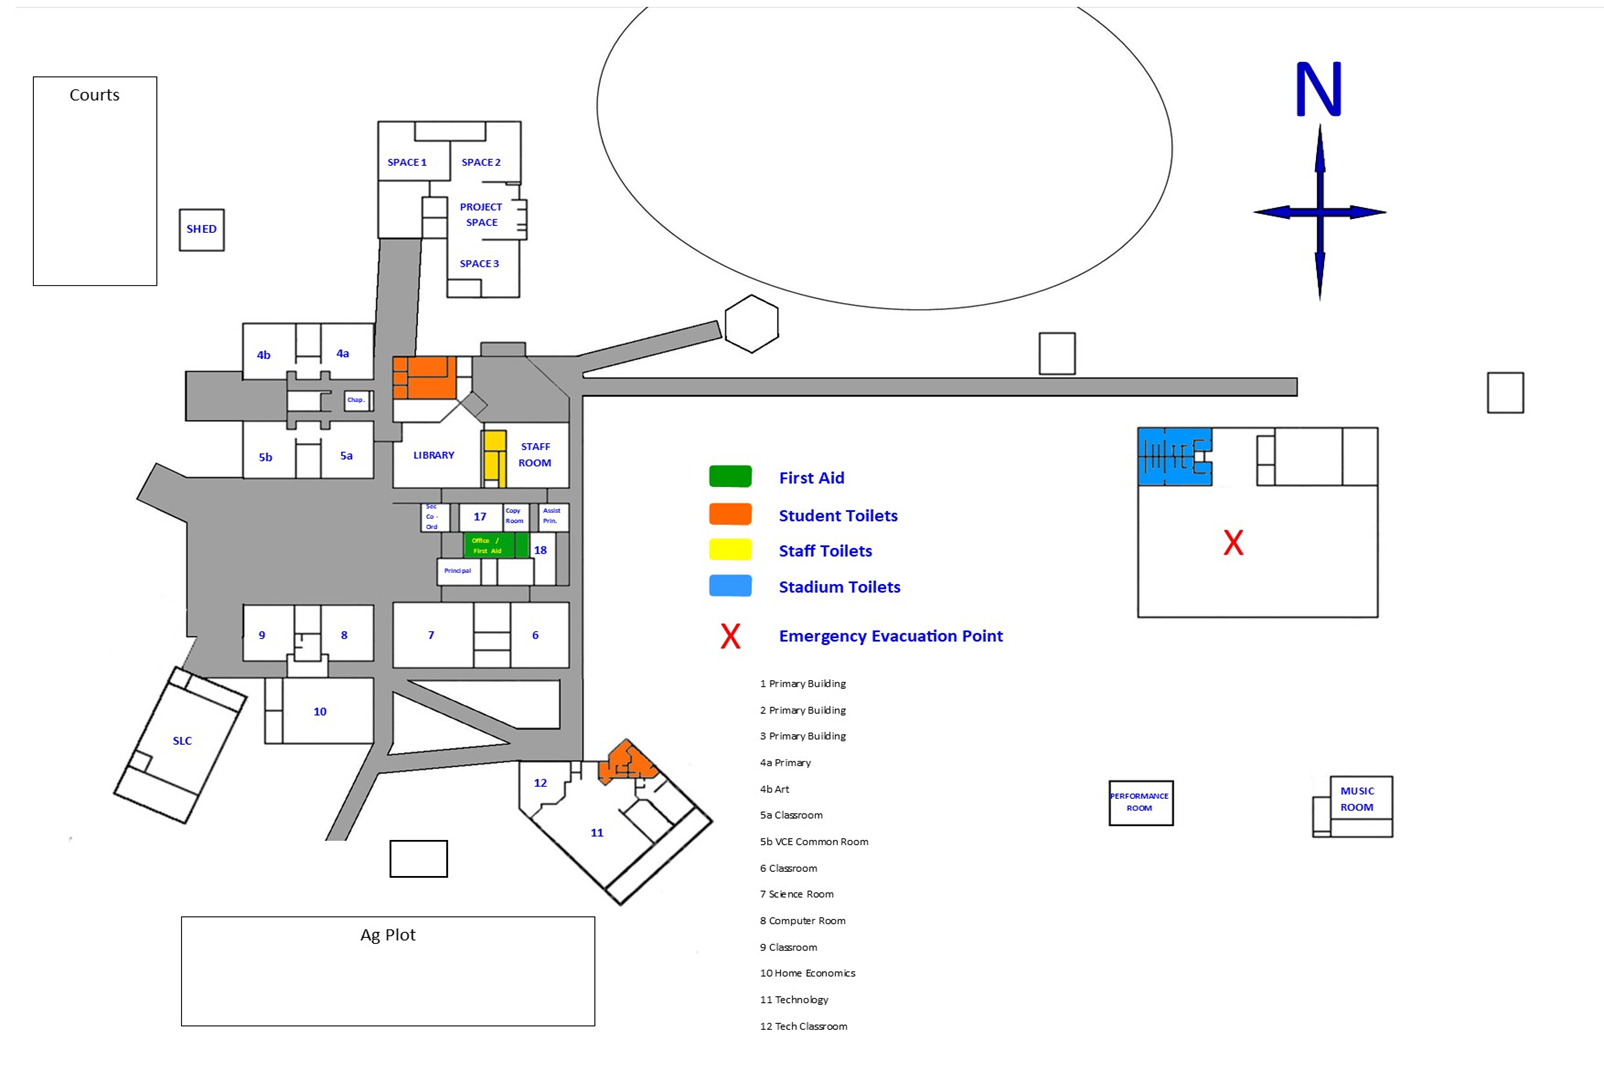 Courts
N
SPACE 1
SPACE 2
PROJECT
SPACE
SHED
SPACE 3
4b
4a
Chap.
5b
5a
LIBRARY
STAFF
ROOM
First Aid
Student Toilets
Staff Toilets
Stadium Toilets
X
Emergency Evacuation Point
X
Sec
Co -
Ord
17
Copy
Room
Assist
Prin.
Office /
First Aid
18
Principal
9
8
7
6
10
SLC
12
11
PERFORMANCE
ROOM
MUSIC
ROOM
Ag Plot
1 Primary Building
2 Primary Building
3 Primary Building
4a Primary
4b Art
5a Classroom
5b VCE Common Room
6 Classroom
7 Science Room
8 Computer Room
9 Classroom
10 Home Economics
11 Technology
12 Tech Classroom